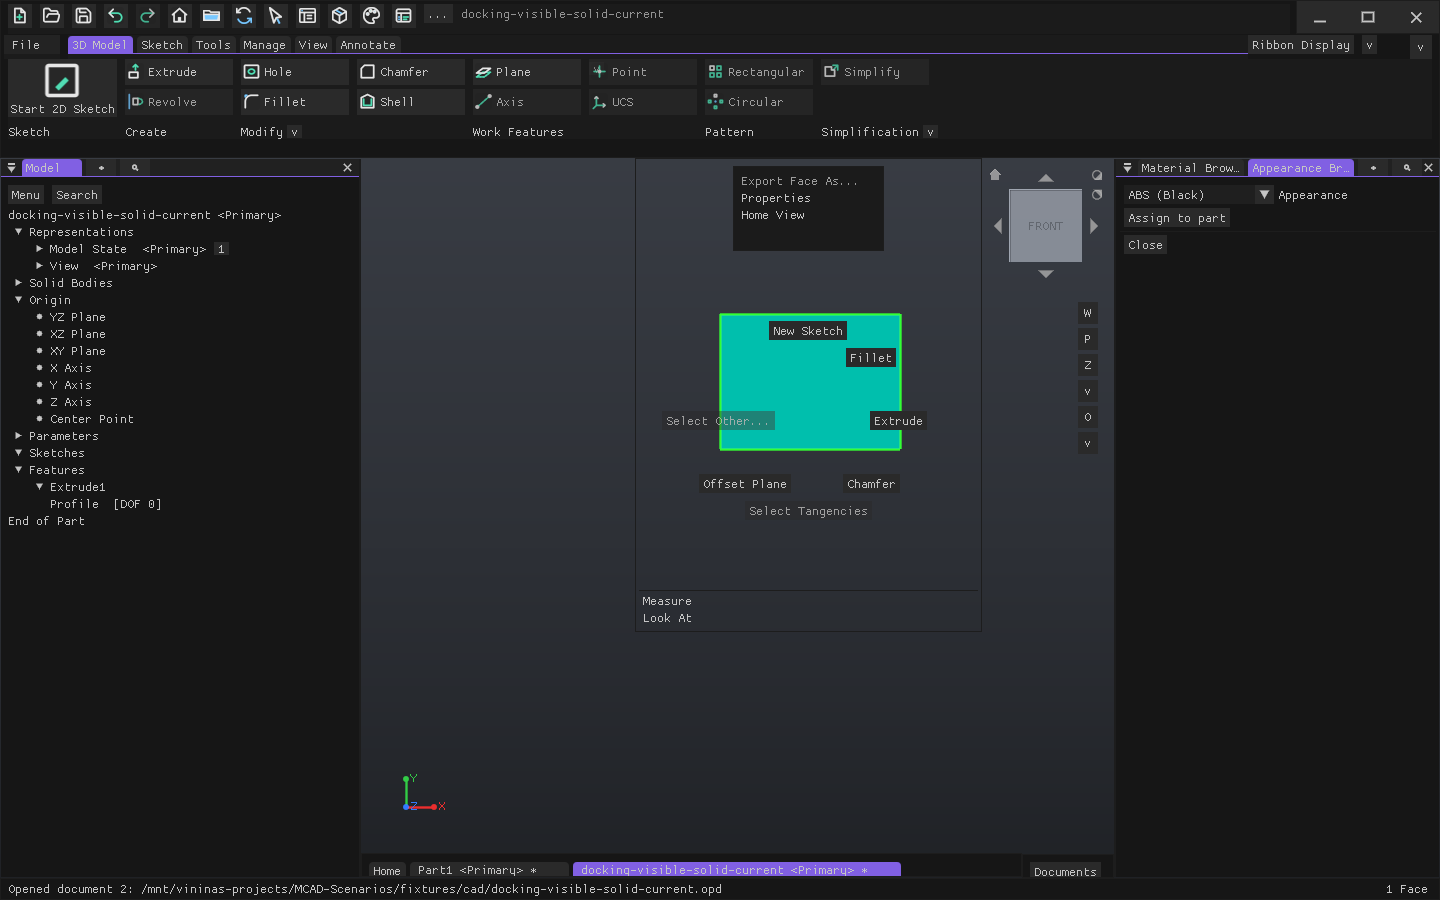 ... docking-visible-solid-current
File 3D Model Sketch Tools Manage View Annotate Ribbon Display v v
Extrude Hole Chamfer Plane Point Rectangular Simplify
Start 2D Sketch Revolve Fillet Shell Axis UCS Circular
Sketch Create Modify v Work Features Pattern Simplification v
Model
Menu Search
docking-visible-solid-current <Primary>
Representations
Model State <Primary> 1
View <Primary>
Solid Bodies
Origin
YZ Plane
XZ Plane
XY Plane
X Axis
Y Axis
Z Axis
Center Point
Parameters
Sketches
Features
Extrude1
Profile [DOF 0]
End of Part
Export Face As...
Properties
Home View
New Sketch
Fillet
Select Other...
Extrude
Offset Plane
Chamfer
Select Tangencies
Measure
Look At
FRONT
W
P
Z
v
O
v
Y
Z X
Material Brow… Appearance Br…
ABS (Black) Appearance
Assign to part
Close
Home Part1 <Primary> * docking-visible-solid-current <Primary> * Documents
Opened document 2: /mnt/vininas-projects/MCAD-Scenarios/fixtures/cad/docking-visible-solid-current.opd 1 Face